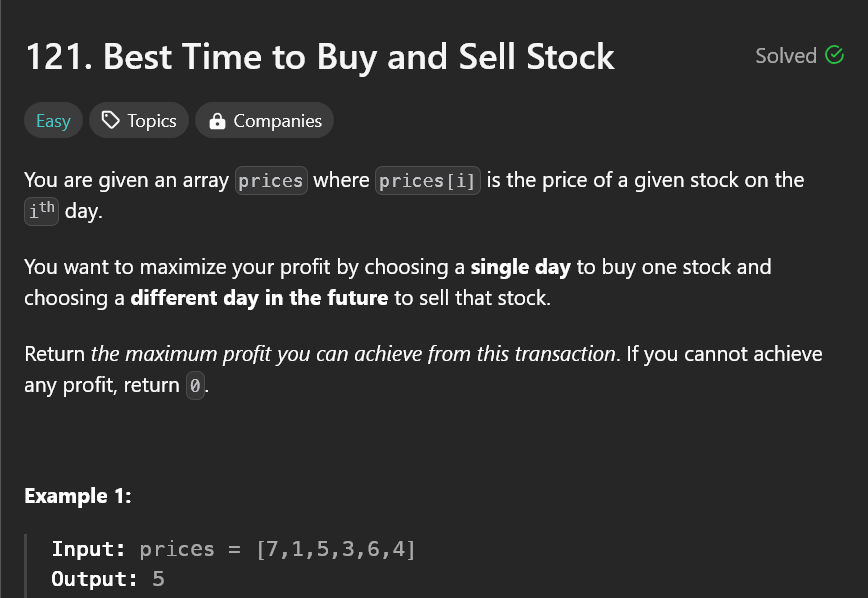 121. Best Time to Buy and Sell Stock
Solved
Easy
Topics
Companies
You are given an array prices where prices[i] is the price of a given stock on the
ith day.
You want to maximize your profit by choosing a single day to buy one stock and
choosing a different day in the future to sell that stock.
Return the maximum profit you can achieve from this transaction. If you cannot achieve
any profit, return 0.
Example 1:
Input: prices = [7,1,5,3,6,4]
Output: 5